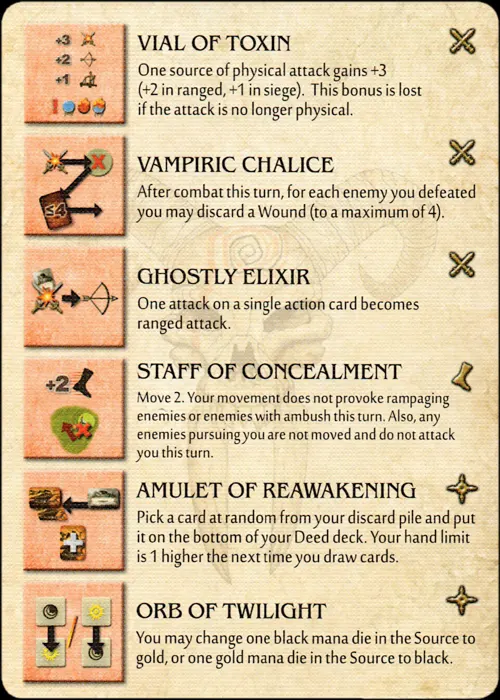 +3
+2
+1
VIAL OF TOXIN
One source of physical attack gains +3
(+2 in ranged, +1 in siege). This bonus is lost
if the attack is no longer physical.
≤4
VAMPIRIC CHALICE
After combat this turn, for each enemy you defeated
you may discard a Wound (to a maximum of 4).
GHOSTLY ELIXIR
One attack on a single action card becomes
ranged attack.
+2
STAFF OF CONCEALMENT
Move 2. Your movement does not provoke rampaging
enemies or enemies with ambush this turn. Also, any
enemies pursuing you are not moved and do not attack
you this turn.
AMULET OF REAWAKENING
Pick a card at random from your discard pile and put
it on the bottom of your Deed deck. Your hand limit
is 1 higher the next time you draw cards.
ORB OF TWILIGHT
You may change one black mana die in the Source to
gold, or one gold mana die in the Source to black.